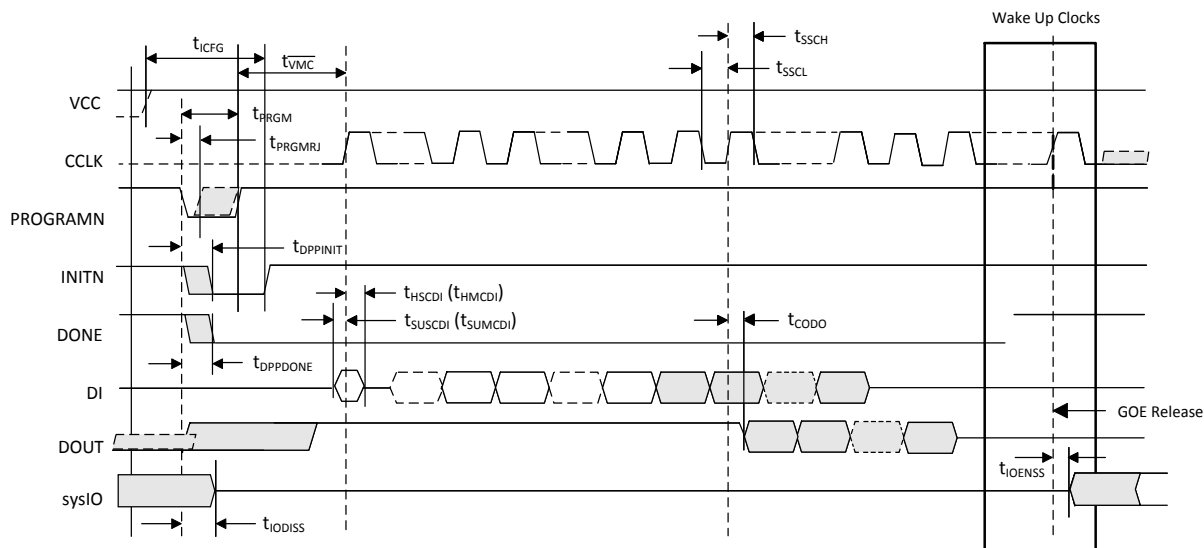 Wake Up Clocks
tICFG
tVMC
tSSCH
tSSCL
VCC
tPRGM
tPRGMRJ
CCLK
PROGRAMN
tDPPINIT
INITN
tHSCDI (tHMCDI)
tSUSCDI (tSUMCDI)
tCODO
DONE
tDPPDONE
DI
GOE Release
DOUT
tIOENSS
sysIO
tIODISS